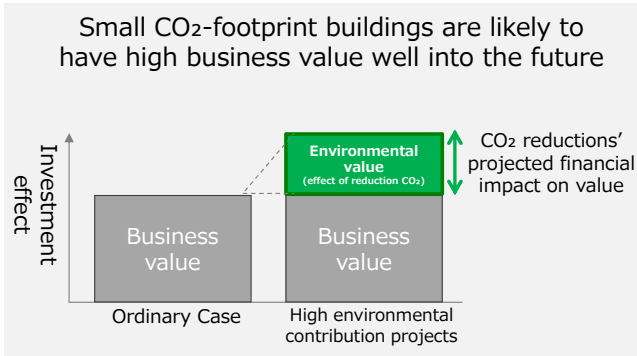 Small CO₂-footprint buildings are likely to
have high business value well into the future
Investment
effect
Environmental
value
(effect of reduction CO₂)
CO₂ reductions’
projected financial
impact on value
Business
value
Business
value
Ordinary Case
High environmental
contribution projects